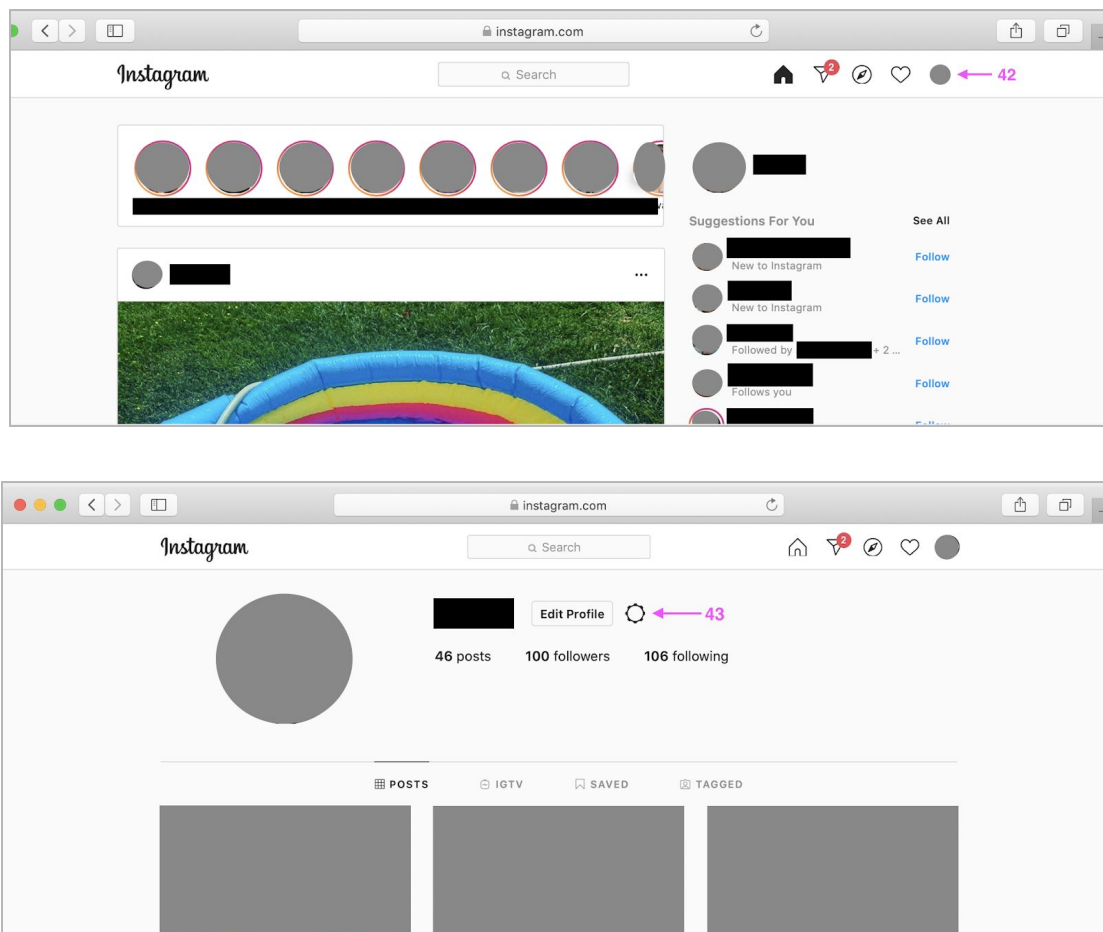 instagram.com
Instagram
Search
2
42
Suggestions For You See All
New to Instagram Follow
New to Instagram Follow
Followed by + 2 ... Follow
Follows you Follow
instagram.com
Instagram
Search
2
Edit Profile
43
46 posts 100 followers 106 following
POSTS IGTV SAVED TAGGED